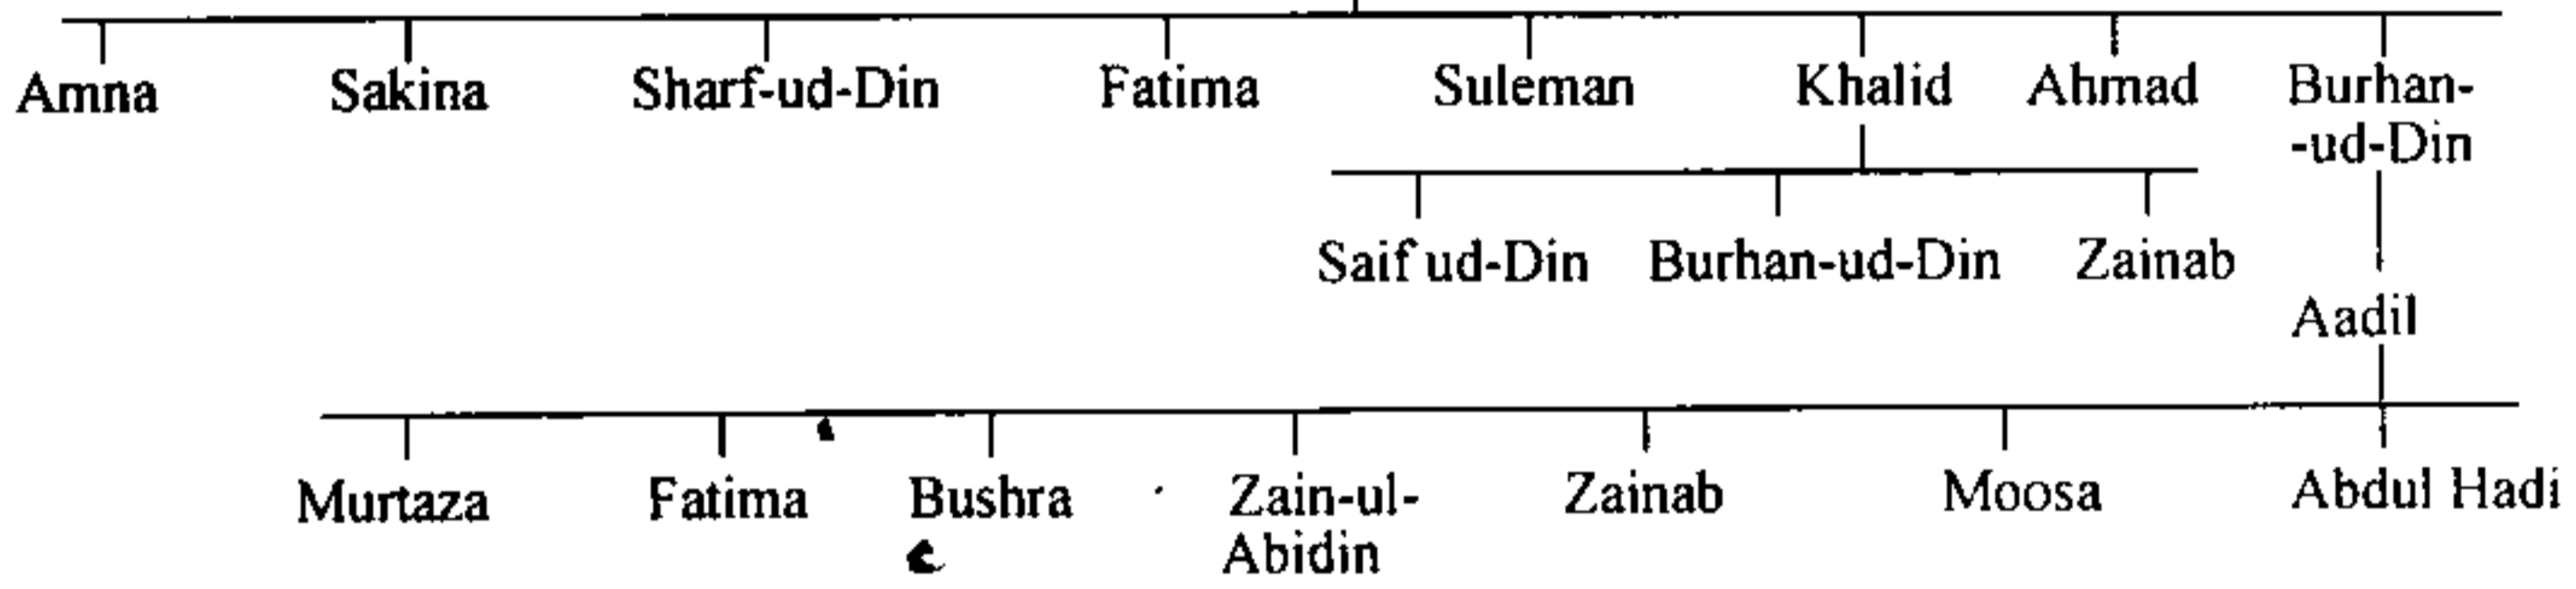 Amna Sakina Sharf-ud-Din Fatima Suleman Khalid Ahmad Burhan-
-ud-Din
Saif ud-Din Burhan-ud-Din Zainab
Aadil
Murtaza Fatima Bushra Zain-ul- Zainab Moosa Abdul Hadi
Abidin